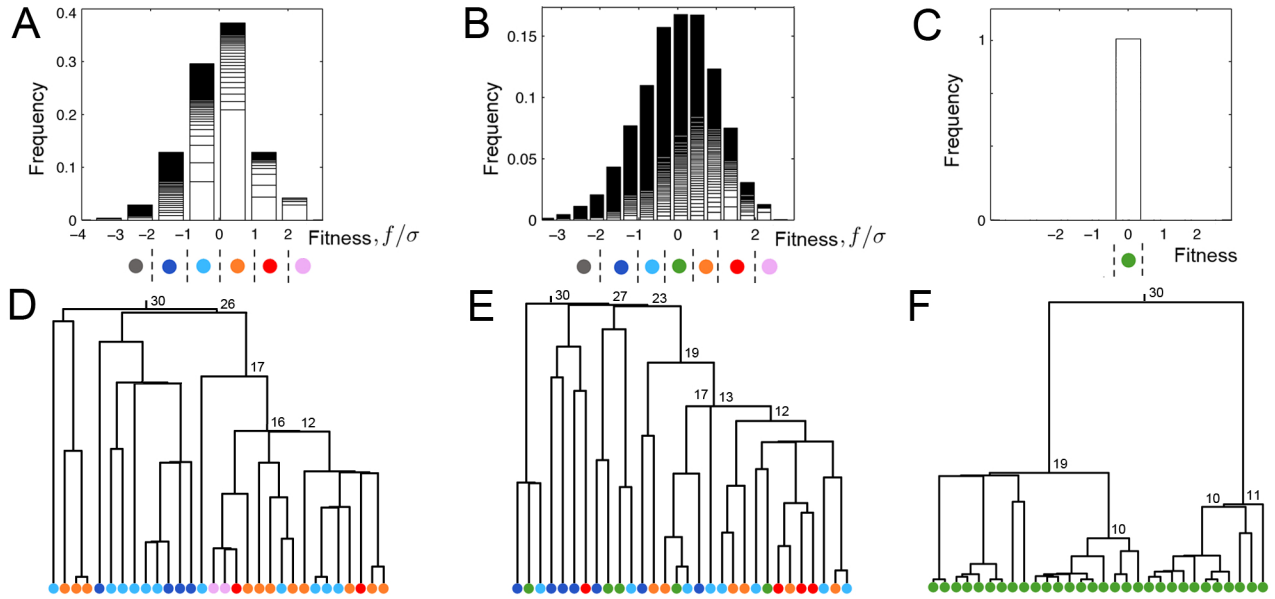 A
0.4
0.3
0.2
0.1
0
Frequency
−4 −3 −2 −1 0 1 2
Fitness, f/σ
B
0.15
0.1
0.05
0
Frequency
−3 −2 −1 0 1 2
Fitness, f/σ
C
1
0
Frequency
−2 −1 0 1 2
Fitness
D
30
26
17
16 12
E
30 27 23
19
17 13
12
F
30
19
10 11
10